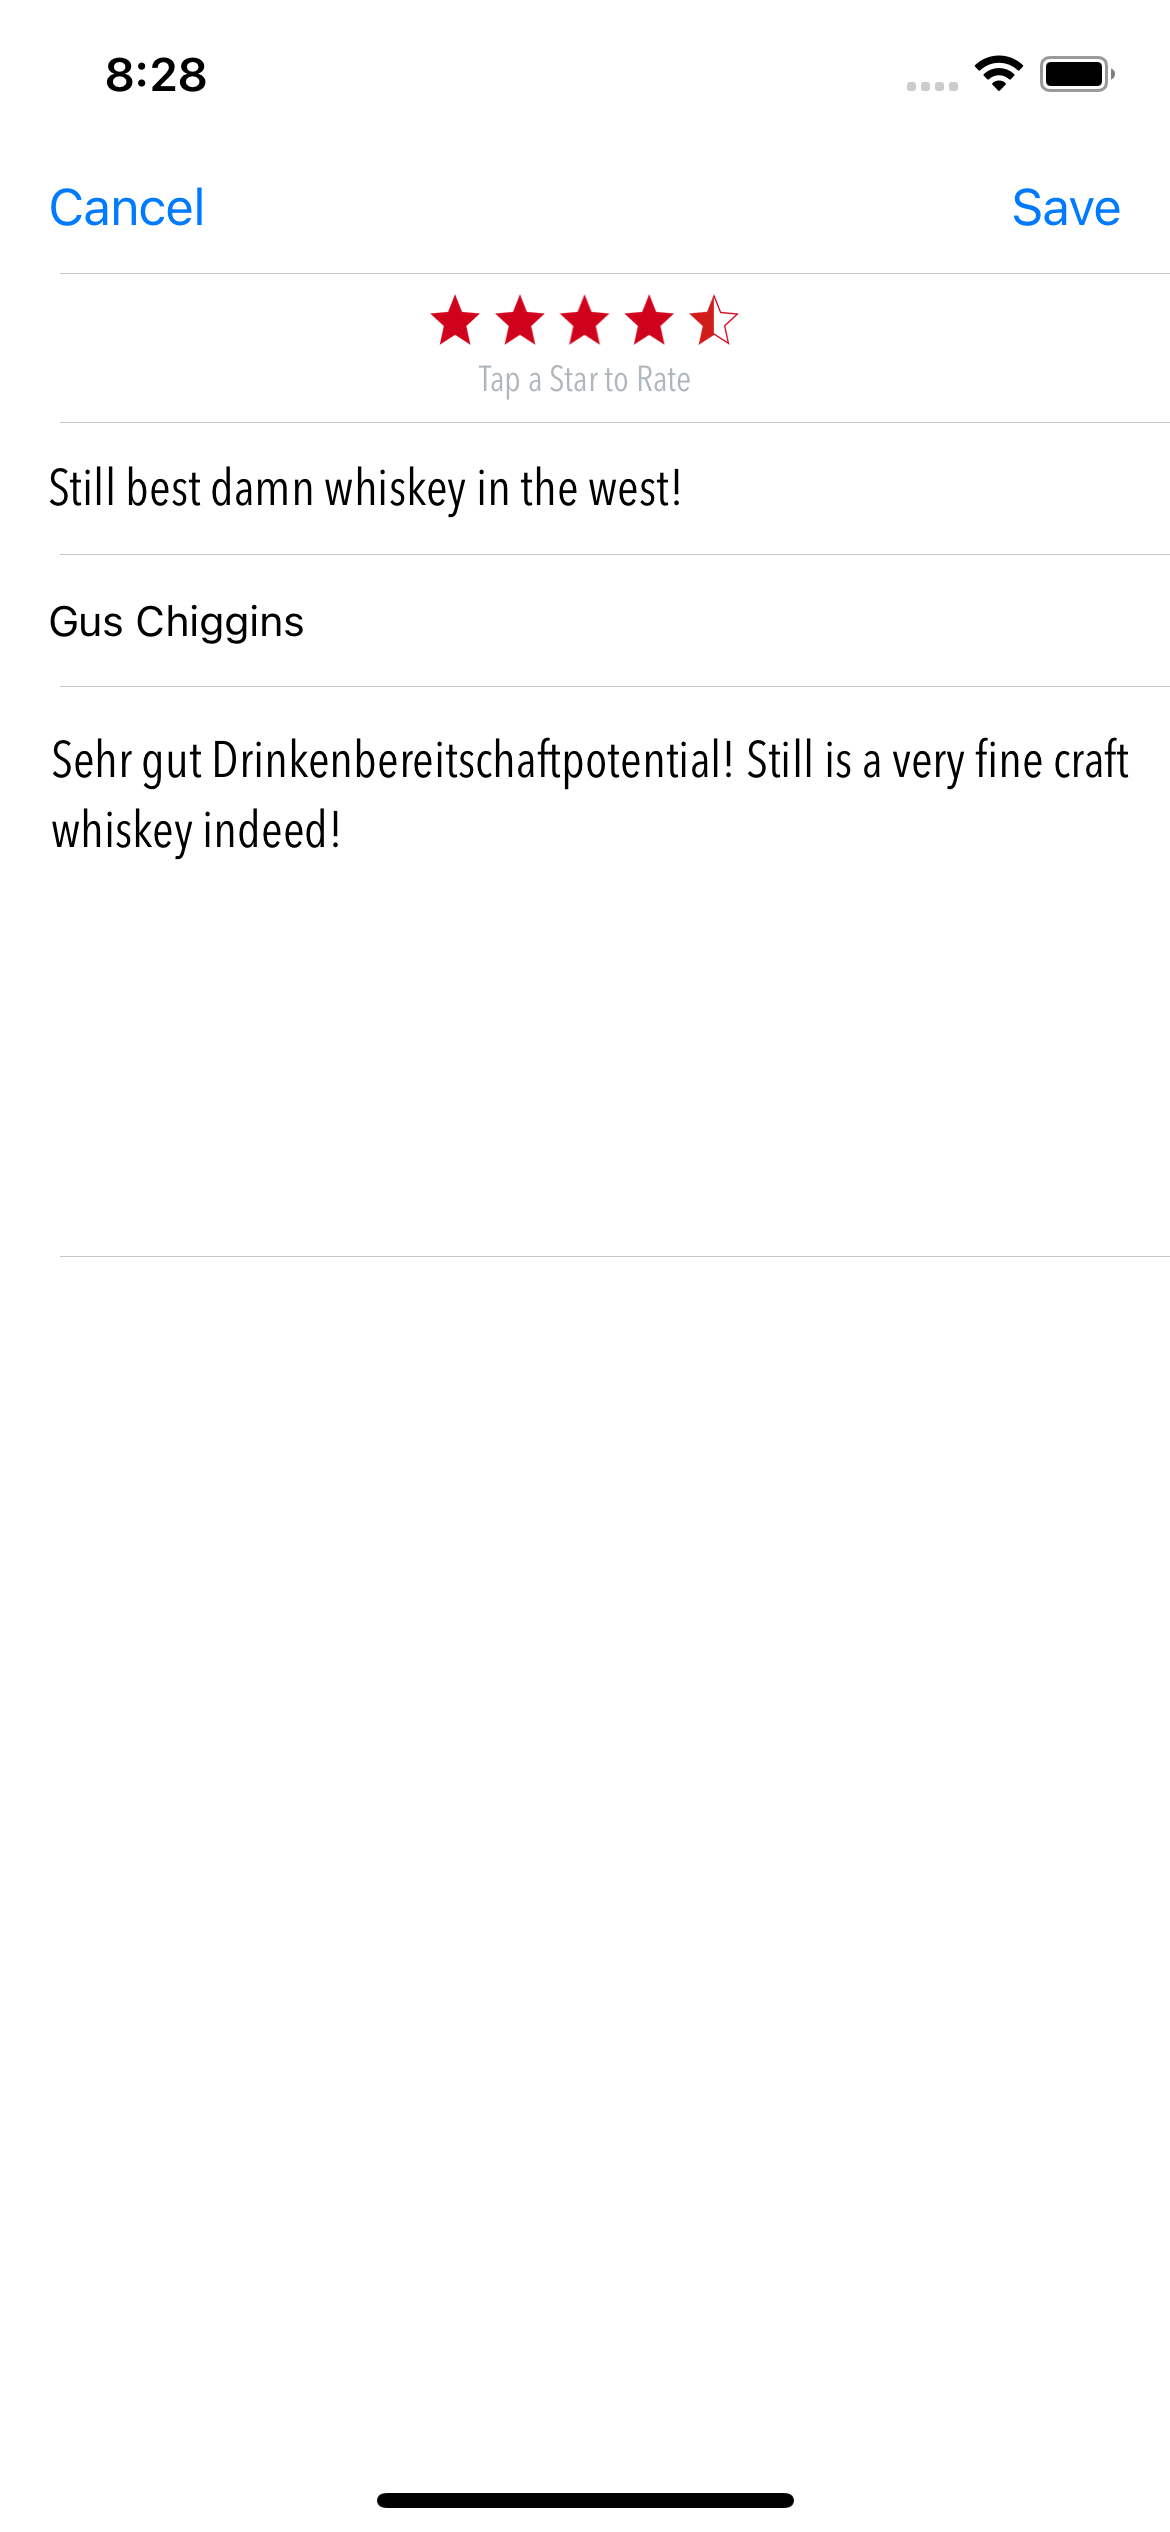 8:28
Cancel Save
Tap a Star to Rate
Still best damn whiskey in the west!
Gus Chiggins
Sehr gut Drinkenbereitschaftpotential! Still is a very fine craft
whiskey indeed!